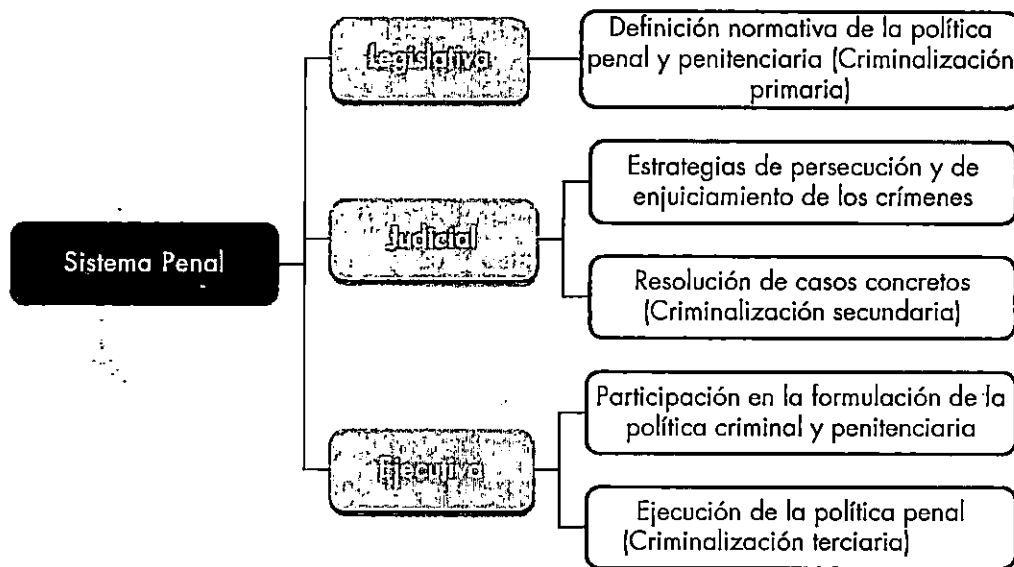 Sistema Penal
Legislativa
Definición normativa de la política
penal y penitenciaria (Criminalización
primaria)
Judicial
Estrategias de persecución y de
enjuiciamiento de los crímenes
Resolución de casos concretos
(Criminalización secundaria)
Ejecutiva
Participación en la formulación de la
política criminal y penitenciaria
Ejecución de la política penal
(Criminalización terciaria)